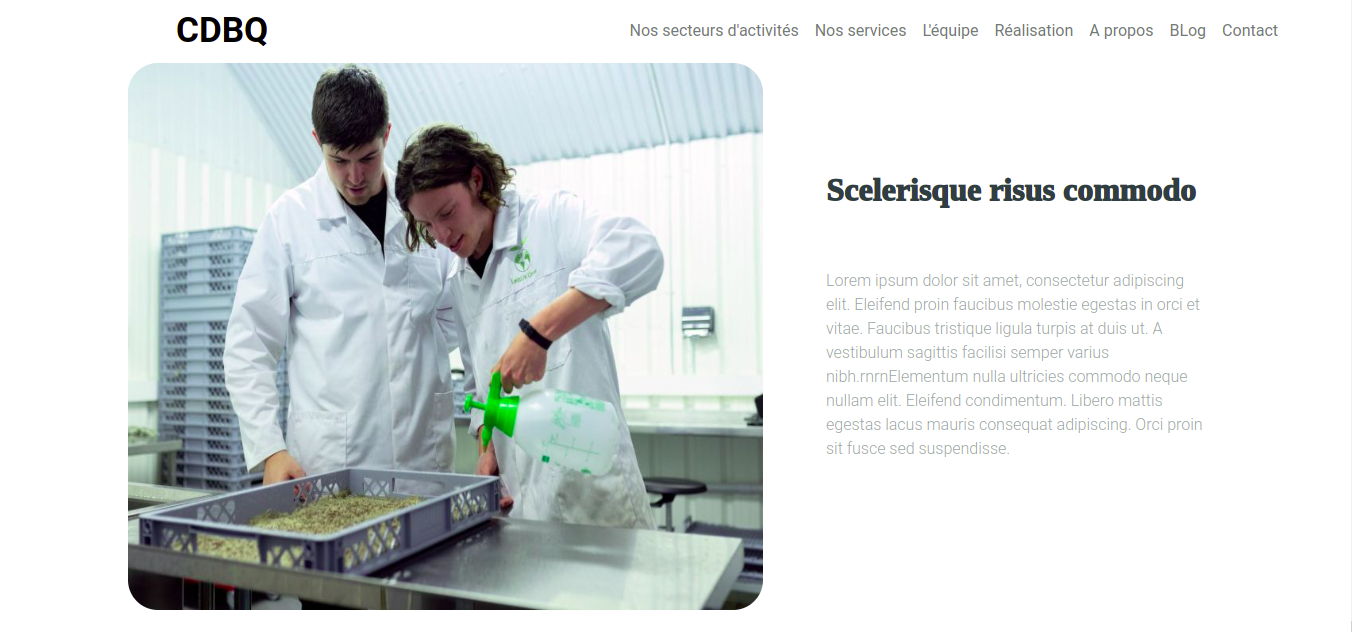 CDBQ
Nos secteurs d'activités Nos services L'équipe Réalisation A propos BLog Contact
Scelerisque risus commodo
Lorem ipsum dolor sit amet, consectetur adipiscing
elit. Eleifend proin faucibus molestie egestas in orci et
vitae. Faucibus tristique ligula turpis at duis ut. A
vestibulum sagittis facilisi semper varius
nibh.rnrnElementum nulla ultricies commodo neque
nullam elit. Eleifend condimentum. Libero mattis
egestas lacus mauris consequat adipiscing. Orci proin
sit fusce sed suspendisse.